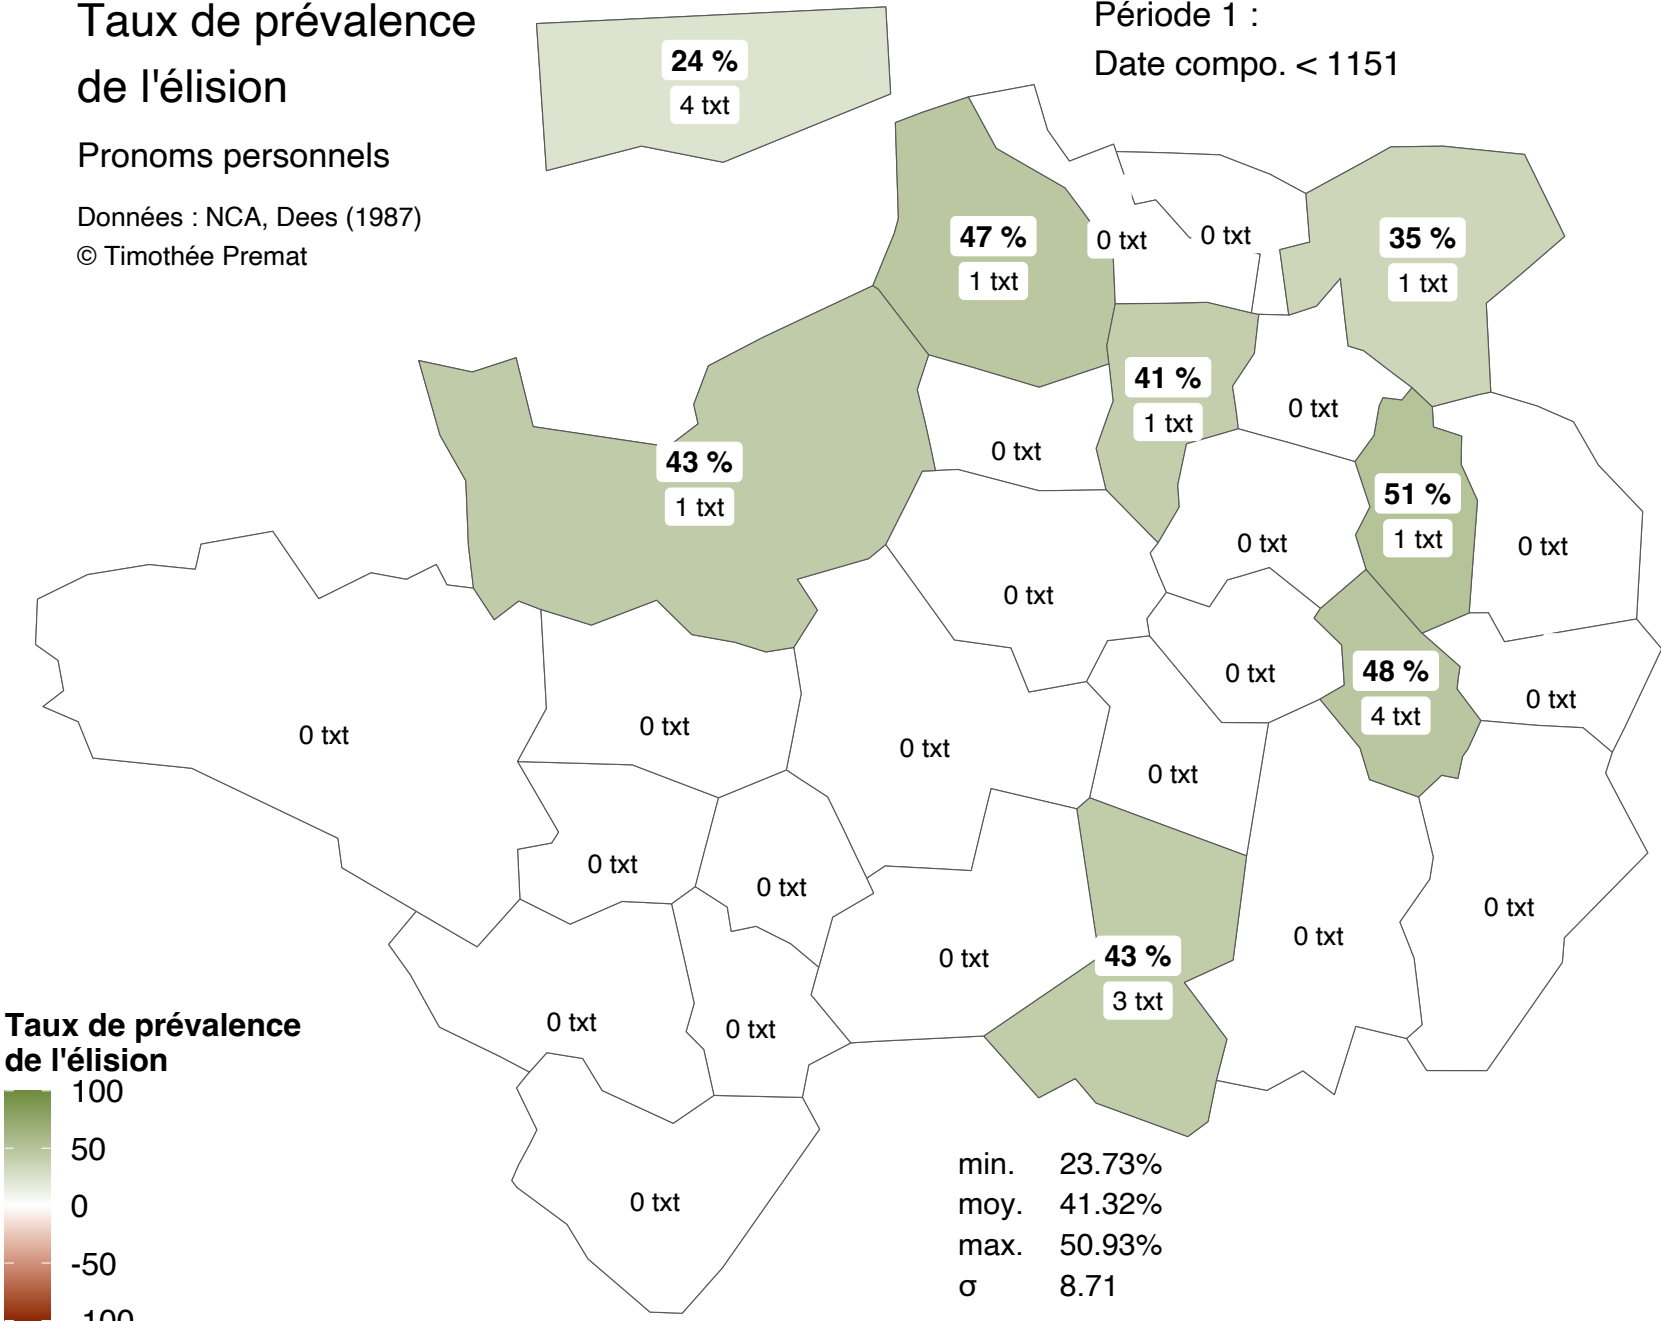 Taux de prévalence
de l'élision
Pronoms personnels
Données : NCA, Dees (1987)
© Timothée Premat
Période 1 :
Date compo. < 1151
24 %
4 txt
47 %
1 txt
0 txt
0 txt
35 %
1 txt
41 %
1 txt
0 txt
0 txt
43 %
1 txt
51 %
1 txt
0 txt
0 txt
0 txt
0 txt
48 %
4 txt
0 txt
0 txt
0 txt
0 txt
0 txt
0 txt
0 txt
0 txt
0 txt
0 txt
0 txt
43 %
3 txt
0 txt
0 txt
0 txt
Taux de prévalence
de l'élision
100
50
0
-50
-100
min. 23.73%
moy. 41.32%
max. 50.93%
σ 8.71